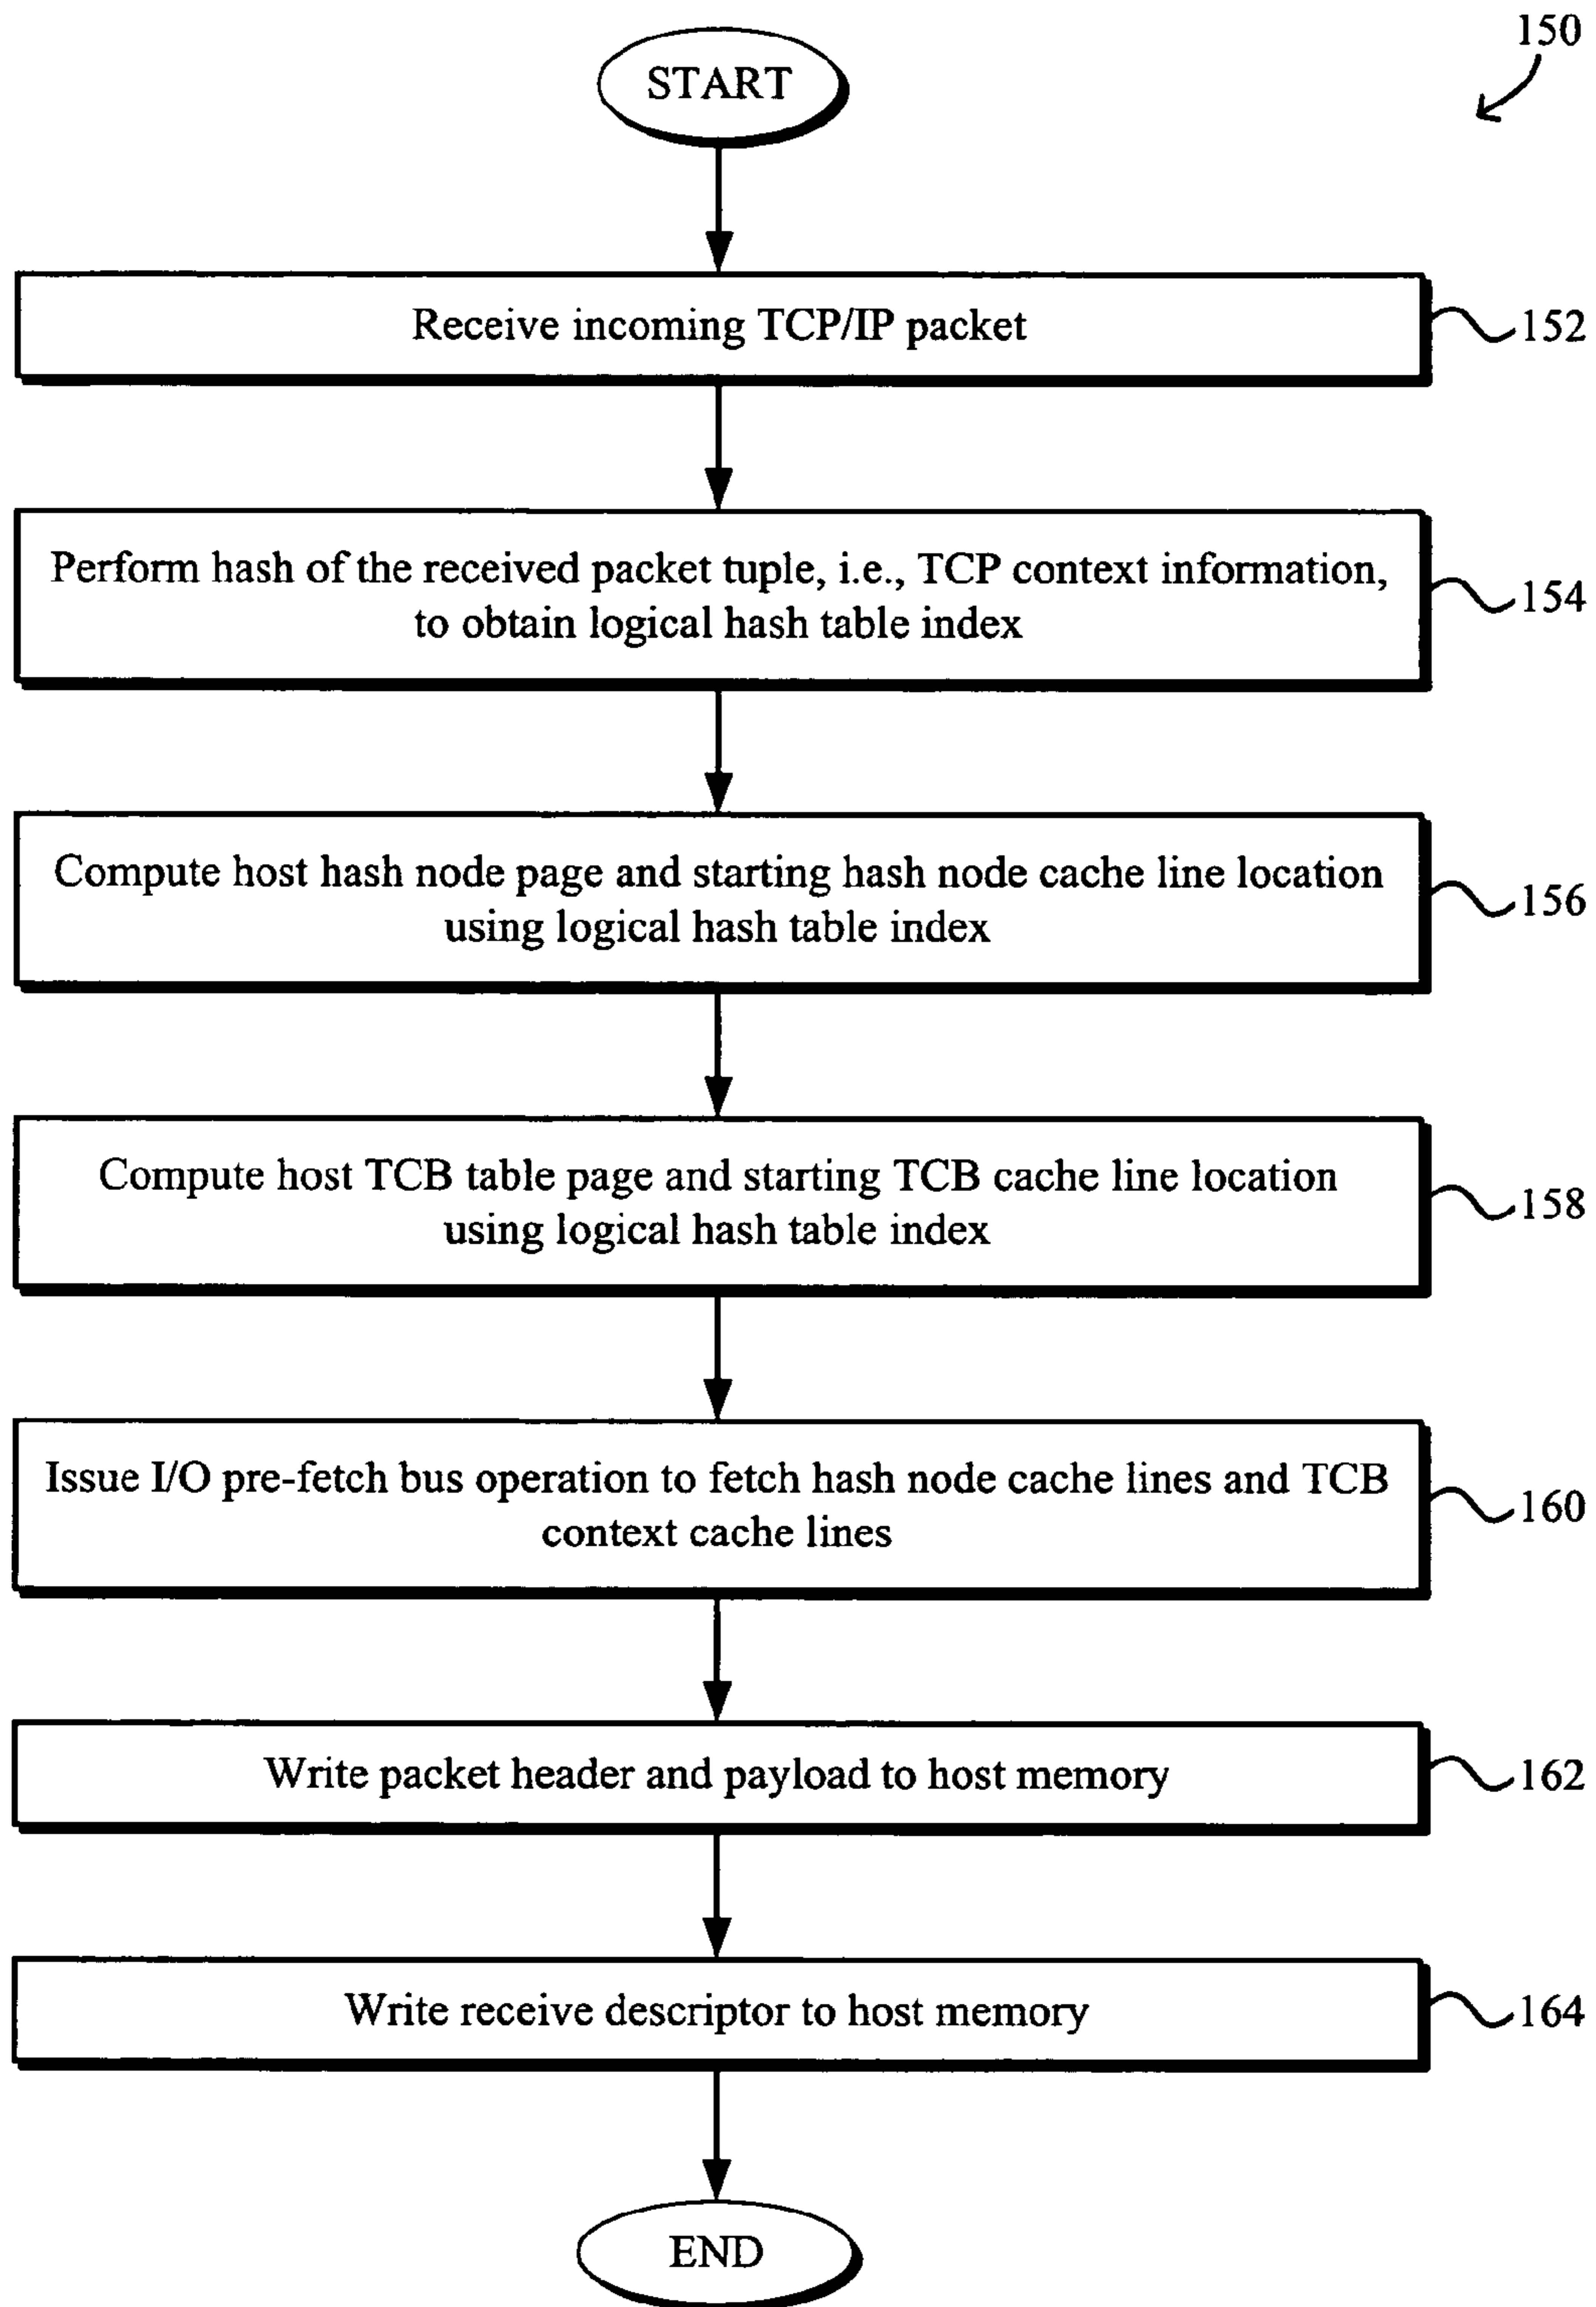 150
START
Receive incoming TCP/IP packet
152
Perform hash of the received packet tuple, i.e., TCP context information,
to obtain logical hash table index
154
Compute host hash node page and starting hash node cache line location
using logical hash table index
156
Compute host TCB table page and starting TCB cache line location
using logical hash table index
158
Issue I/O pre-fetch bus operation to fetch hash node cache lines and TCB
context cache lines
160
Write packet header and payload to host memory
162
Write receive descriptor to host memory
164
END